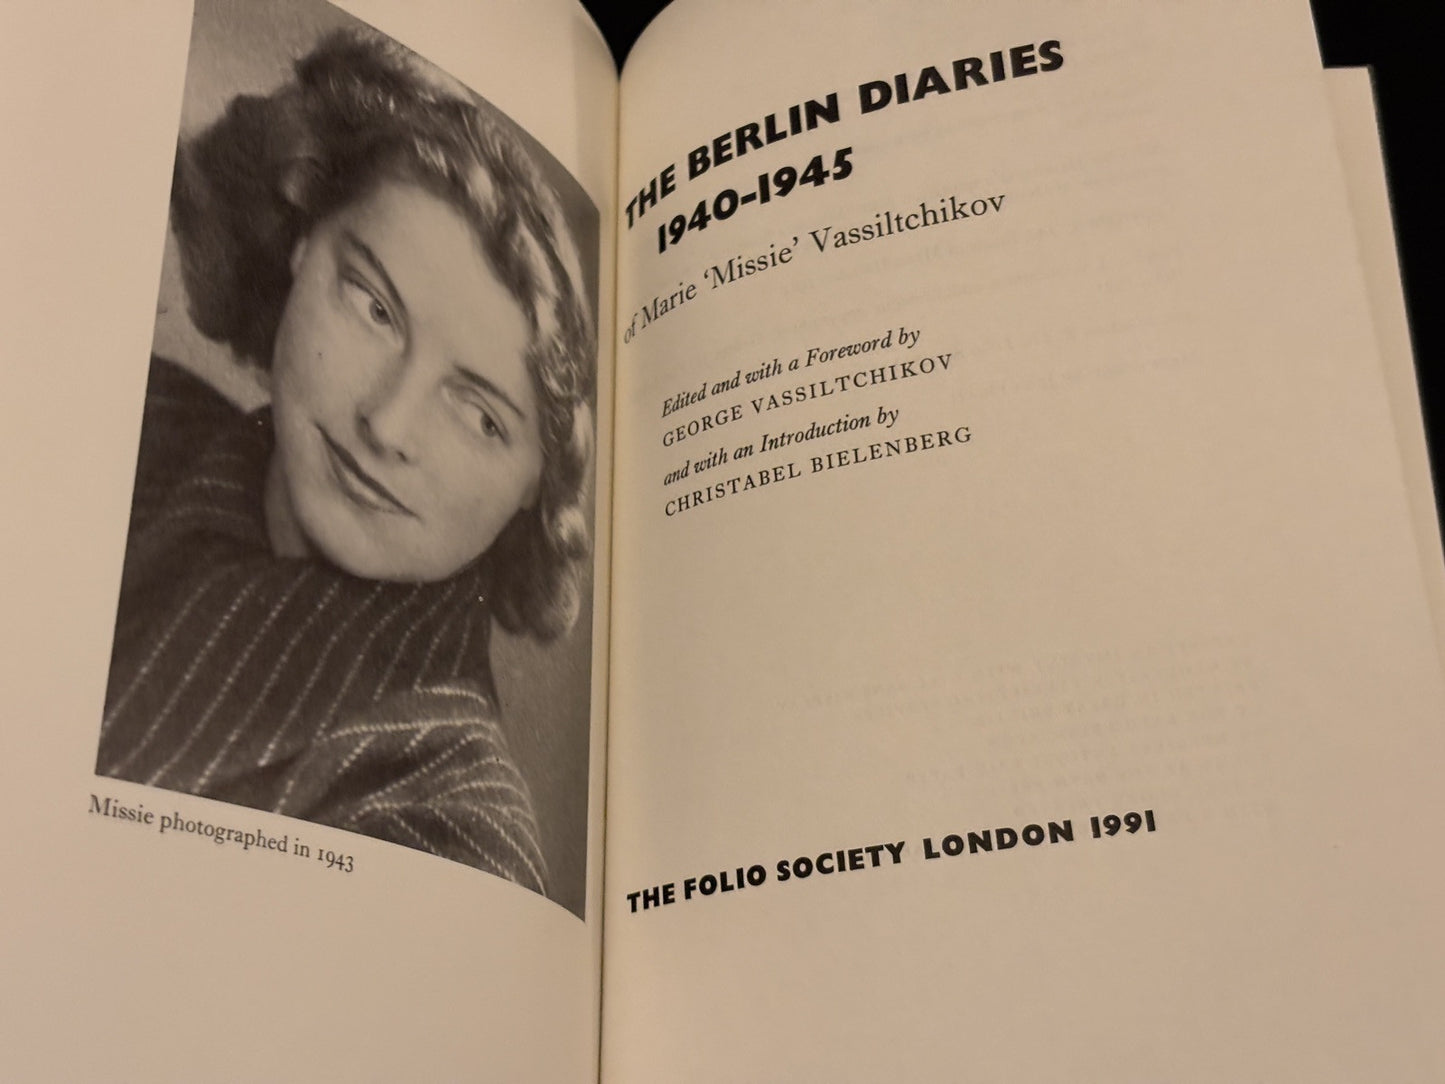 Missie photographed in 1943
THE BERLIN DIARIES
1940–1945
of Marie ‘Missie’ Vassiltchikov
Edited and with a Foreword by
GEORGE VASSILTCHIKOV
and with an Introduction by
CHRISTABEL BIELENBERG
THE FOLIO SOCIETY LONDON 1991